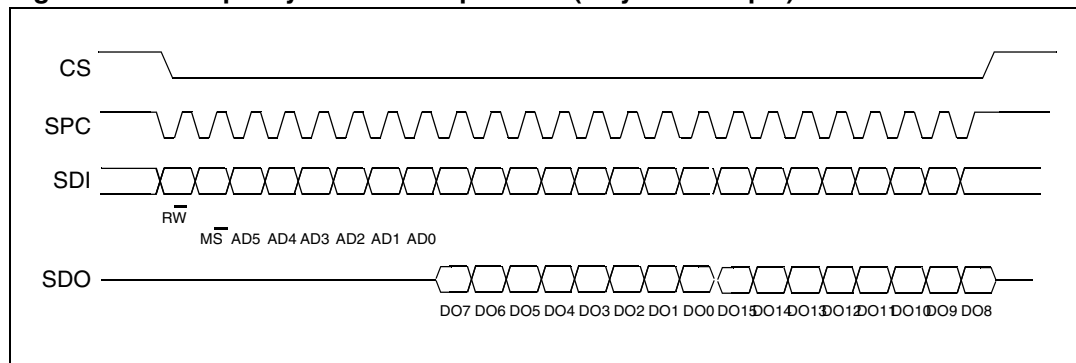 CS
SPC
SDI
RW
MS AD5 AD4 AD3 AD2 AD1 AD0
SDO
DO7 DO6 DO5 DO4 DO3 DO2 DO1 DO0 DO15 DO14 DO13 DO12 DO11 DO10 DO9 DO8